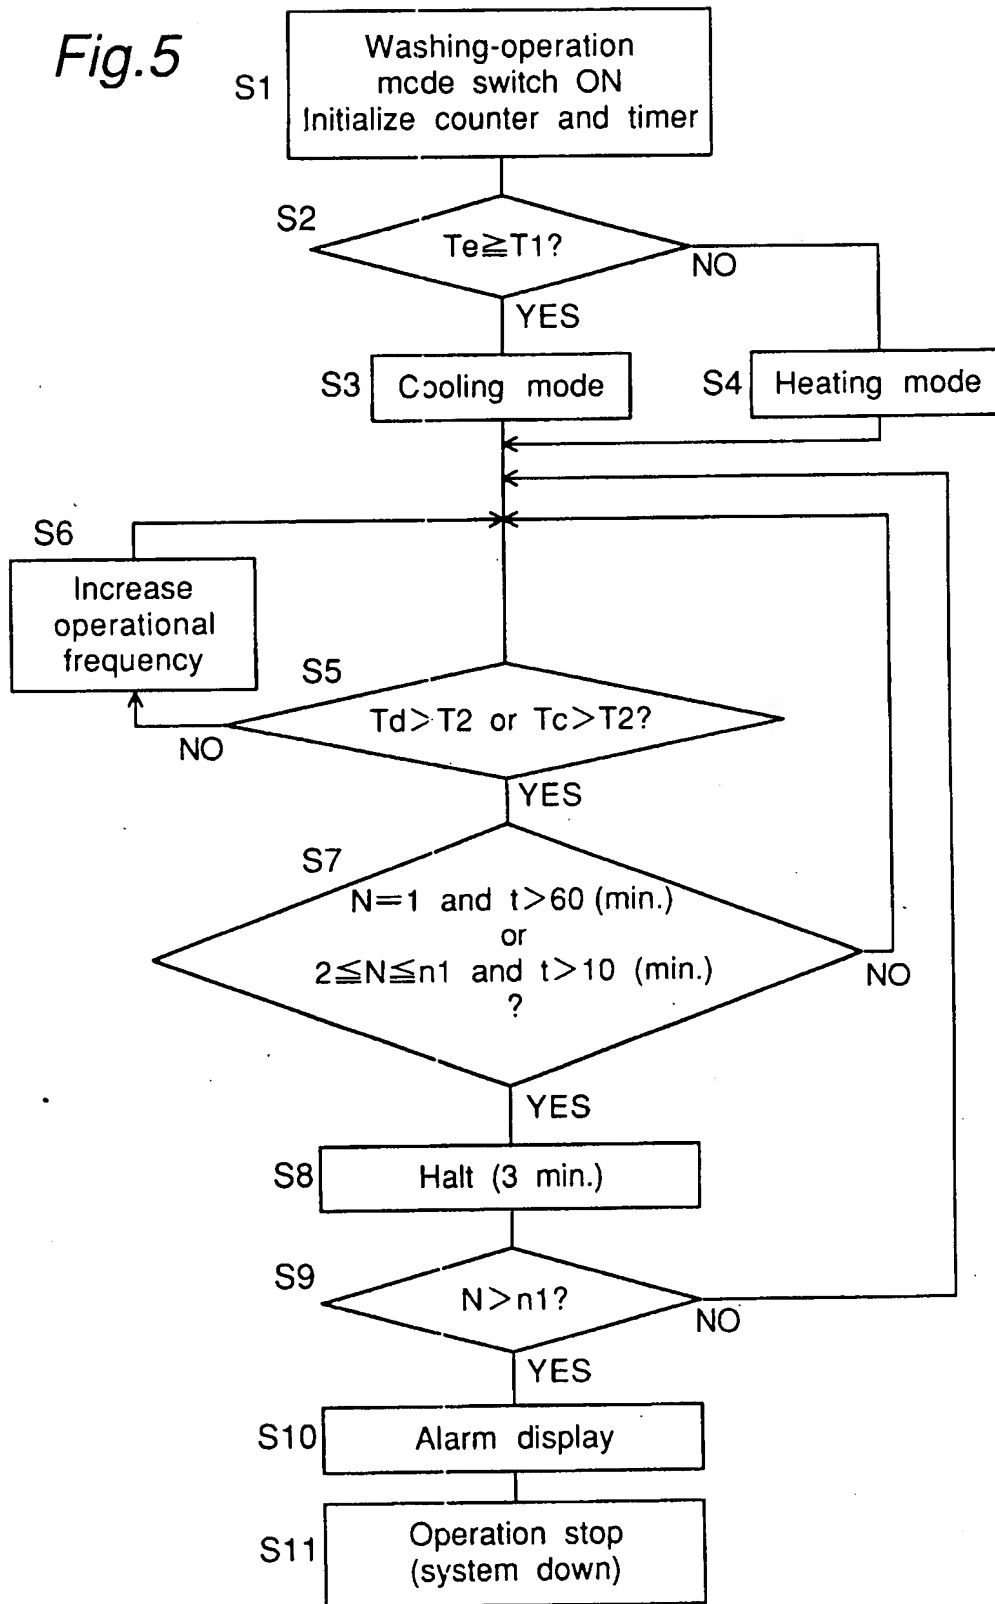 Fig.5
S1
Washing-operation
mode switch ON
Initialize counter and timer
S2
Te≧T1?
NO
YES
S3
Cooling mode
S4
Heating mode
S6
Increase
operational
frequency
S5
Td>T2 or Tc>T2?
NO
YES
S7
N=1 and t>60 (min.)
or
2≦N≦n1 and t>10 (min.)
?
NO
YES
S8
Halt (3 min.)
S9
N>n1?
NO
YES
S10
Alarm display
S11
Operation stop
(system down)